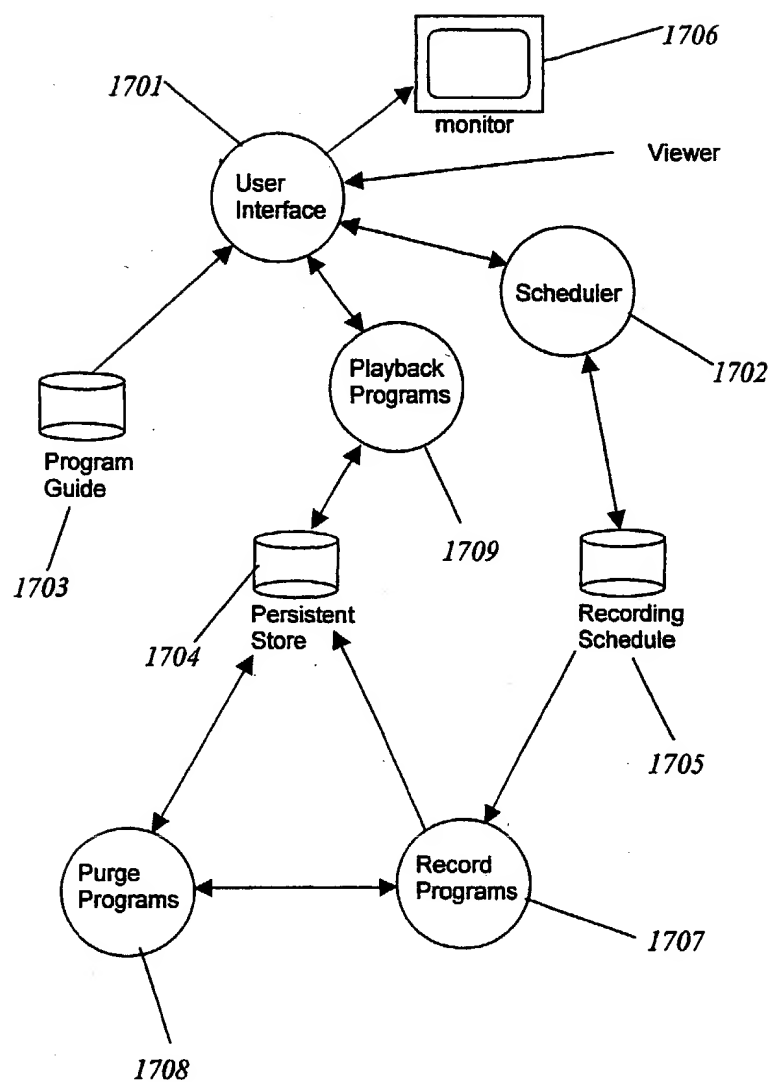 1706
1701
monitor
Viewer
User
Interface
Scheduler
1702
Playback
Programs
Program
Guide
1709
1703
Persistent
Store
1704
Recording
Schedule
1705
Purge
Programs
Record
Programs
1707
1708